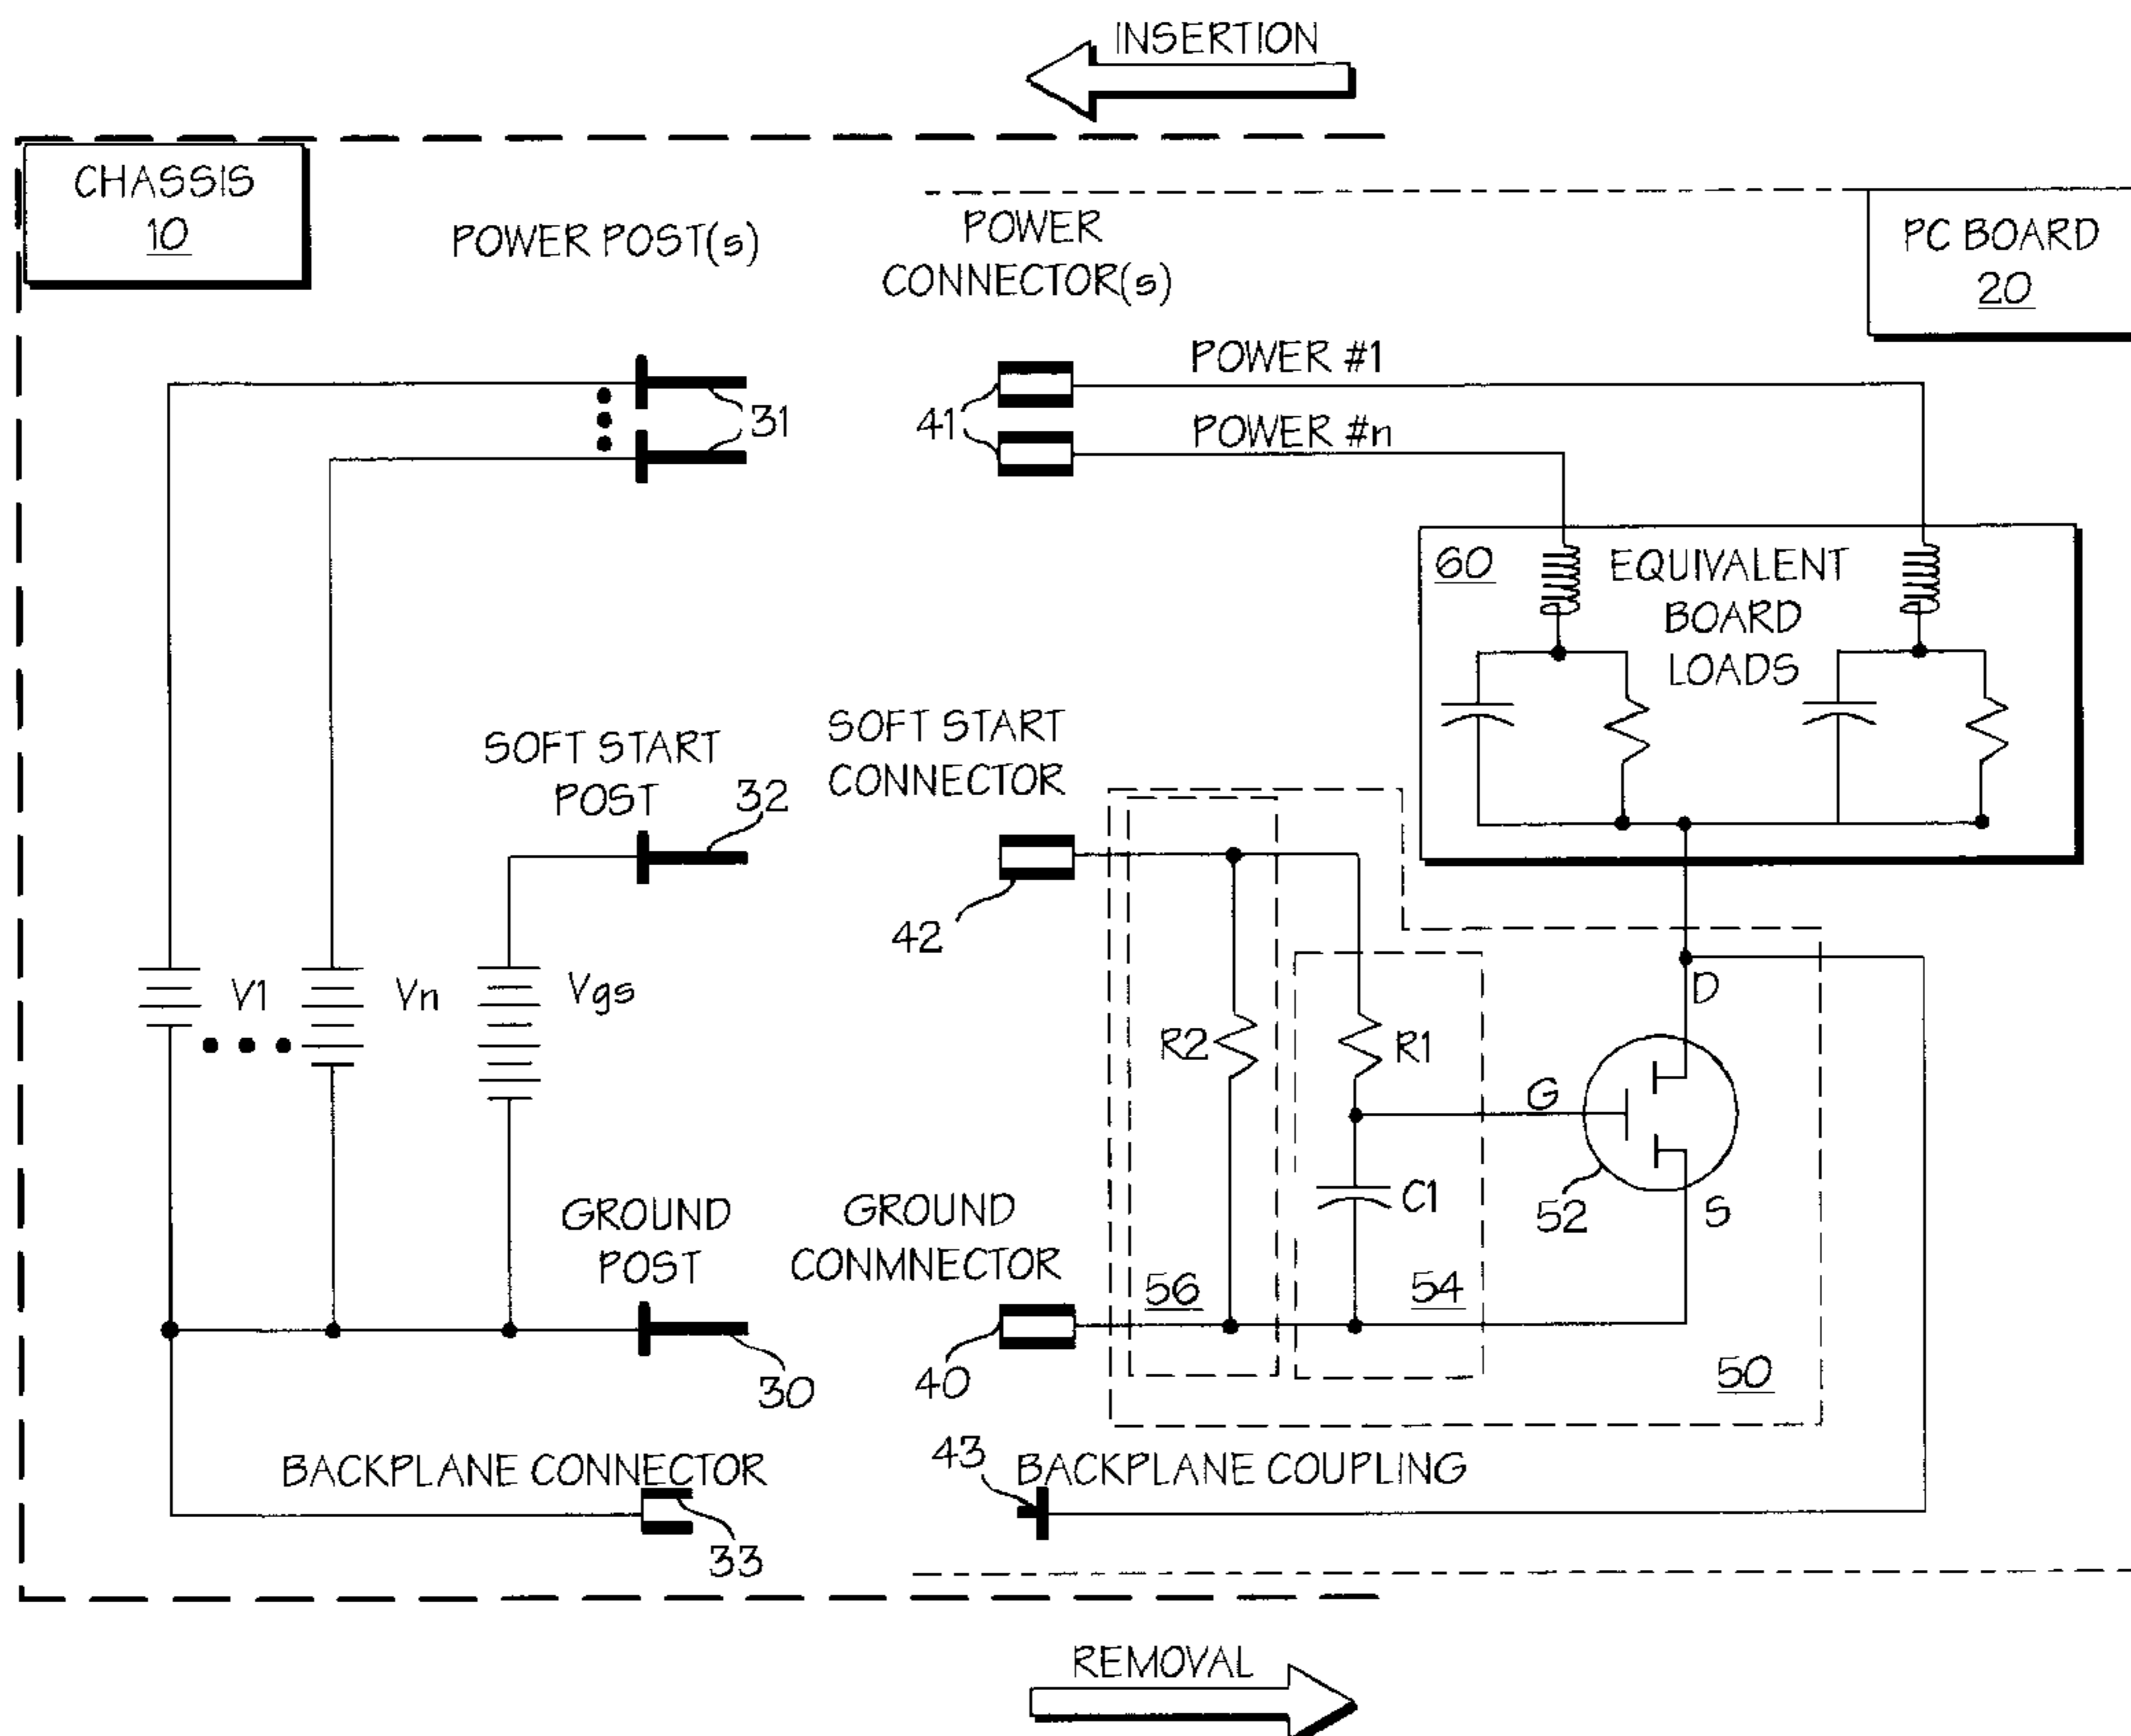 INSERTION
CHASSIS
10
POWER POST(s)
POWER
CONNECTOR(s)
PC BOARD
20
31
41
POWER #1
POWER #n
60
EQUIVALENT
BOARD
LOADS
SOFT START
POST
32
SOFT START
CONNECTOR
42
V1
Vn
Vgs
R2
R1
D
G
C1
52
S
GROUND
POST
30
GROUND
CONMNECTOR
40
56
54
50
BACKPLANE CONNECTOR
33
43
BACKPLANE COUPLING
REMOVAL